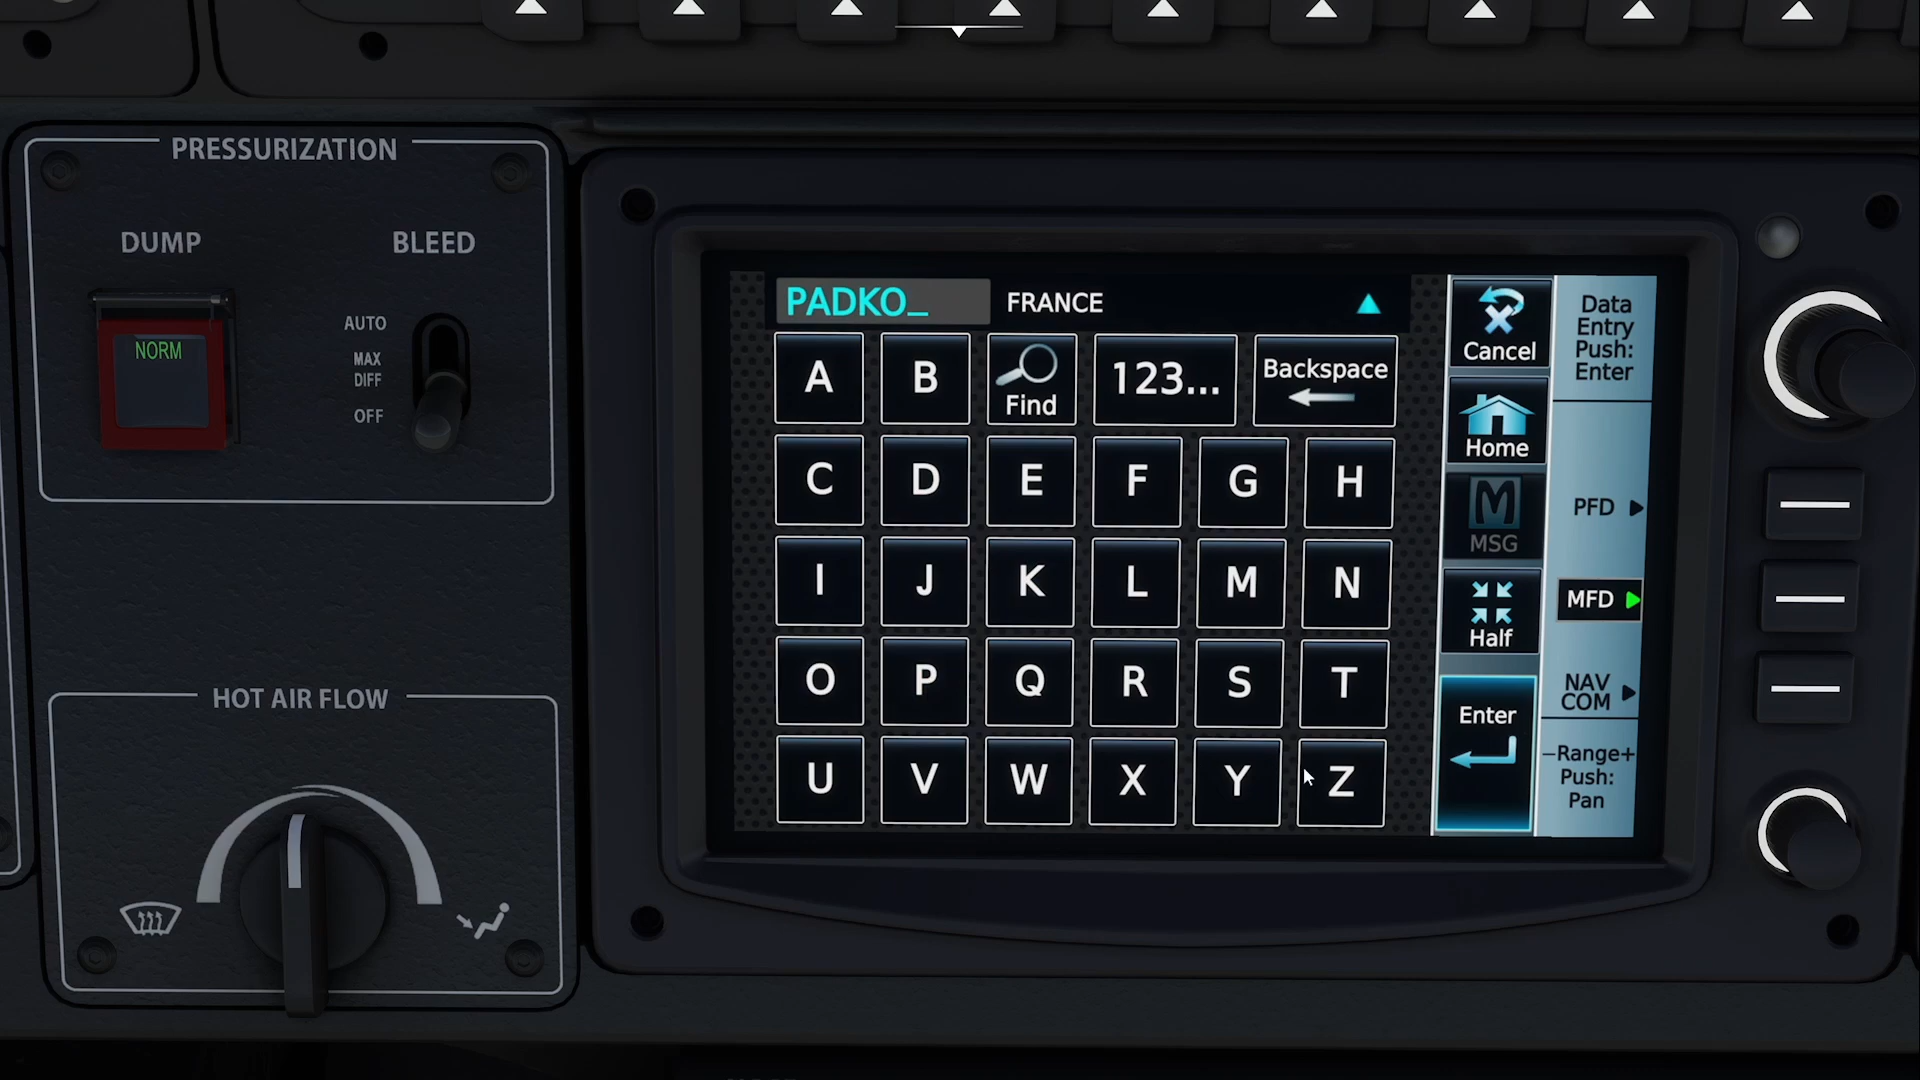 PRESSURIZATION
DUMP
BLEED
NORM
AUTO
MAX
DIFF
OFF
HOT AIR FLOW
PADKO_
FRANCE
A
B
Find
123...
Backspace
C
D
E
F
G
H
I
J
K
L
M
N
O
P
Q
R
S
T
U
V
W
X
Y
Z
Cancel
Home
MSG
Half
Enter
Data
Entry
Push:
Enter
PFD
MFD
NAV
COM
–Range+
Push:
Pan